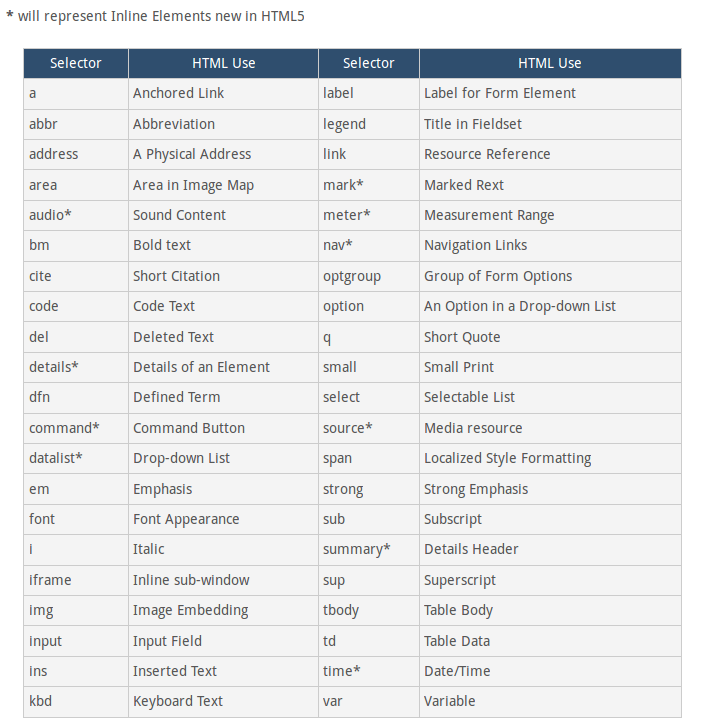 * will represent Inline Elements new in HTML5
Selector HTML Use Selector HTML Use
a Anchored Link label Label for Form Element
abbr Abbreviation legend Title in Fieldset
address A Physical Address link Resource Reference
area Area in Image Map mark* Marked Rext
audio* Sound Content meter* Measurement Range
bm Bold text nav* Navigation Links
cite Short Citation optgroup Group of Form Options
code Code Text option An Option in a Drop-down List
del Deleted Text q Short Quote
details* Details of an Element small Small Print
dfn Defined Term select Selectable List
command* Command Button source* Media resource
datalist* Drop-down List span Localized Style Formatting
em Emphasis strong Strong Emphasis
font Font Appearance sub Subscript
i Italic summary* Details Header
iframe Inline sub-window sup Superscript
img Image Embedding tbody Table Body
input Input Field td Table Data
ins Inserted Text time* Date/Time
kbd Keyboard Text var Variable